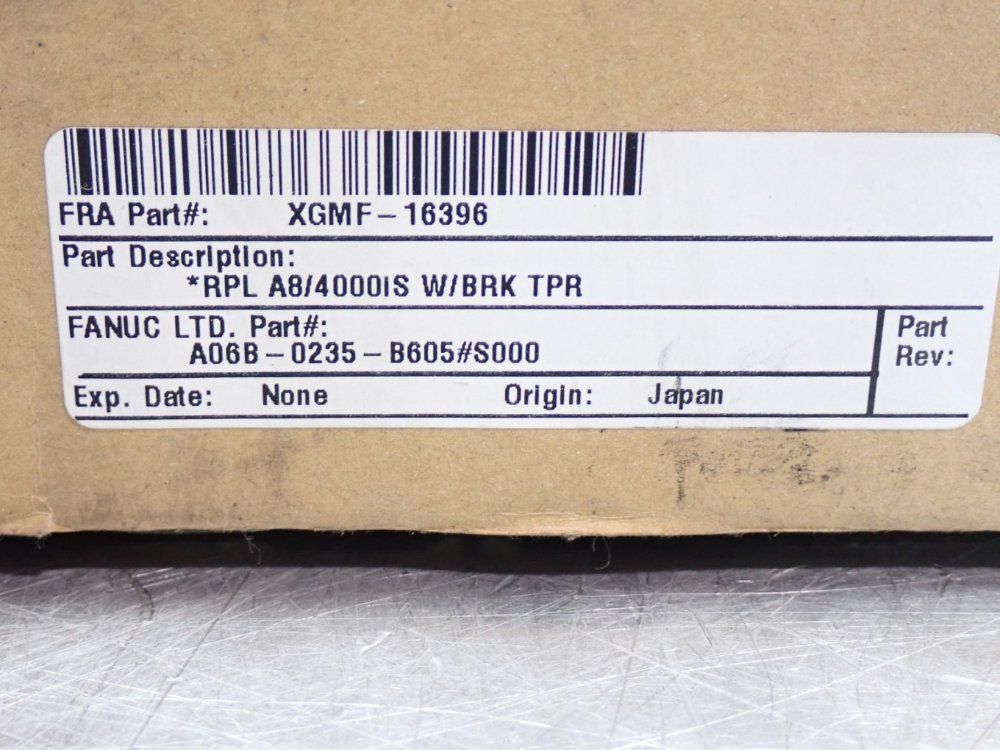 FRA Part#: XGMF-16396
Part Description:
*RPL A8/4000iS W/BRK TPR
FANUC LTD. Part#:
A06B-0235-B605#S000
Part
Rev:
Exp. Date: None Origin: Japan